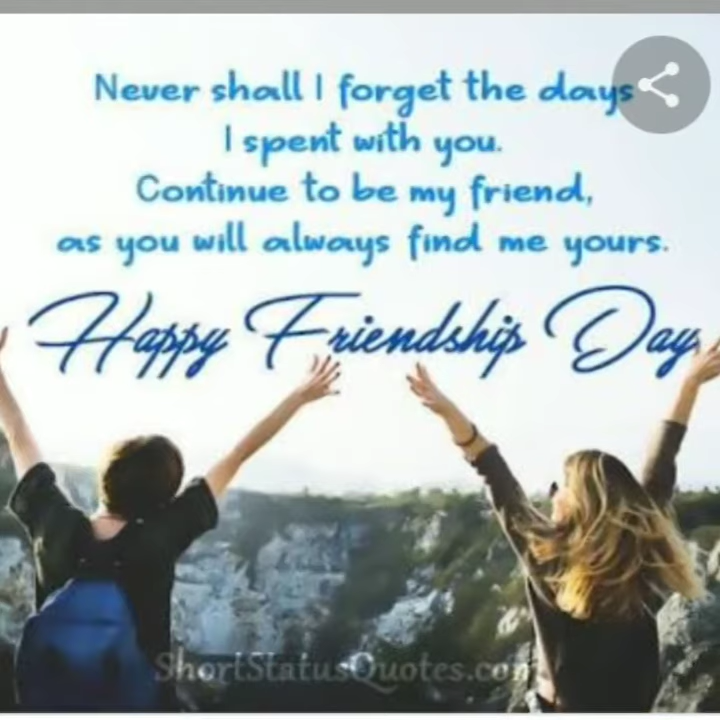 Never shall I forget the days
I spent with you.
Continue to be my friend,
as you will always find me yours.
Happy Friendship Day
ShortStatusQuotes.com